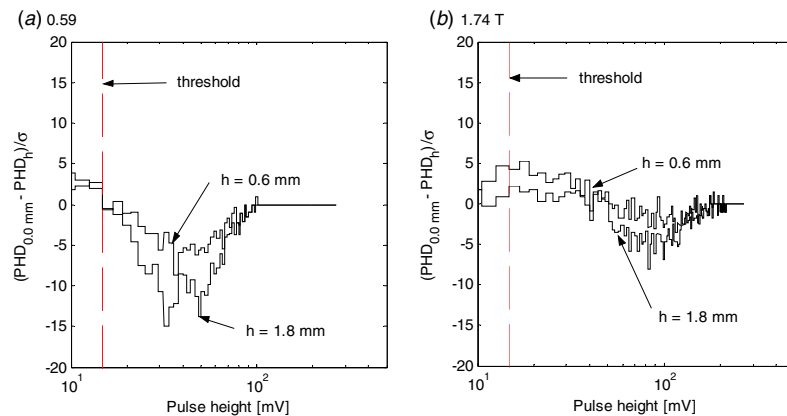 (a) 0.59
20
15
10
5
0
-5
-10
-15
-20
(PHD0.0 mm - PHDh)/σ
threshold
h = 0.6 mm
h = 1.8 mm
10^1
10^2
Pulse height [mV]
(b) 1.74 T
20
15
10
5
0
-5
-10
-15
-20
(PHD0.0 mm - PHDh)/σ
threshold
h = 0.6 mm
h = 1.8 mm
10^1
10^2
Pulse height [mV]